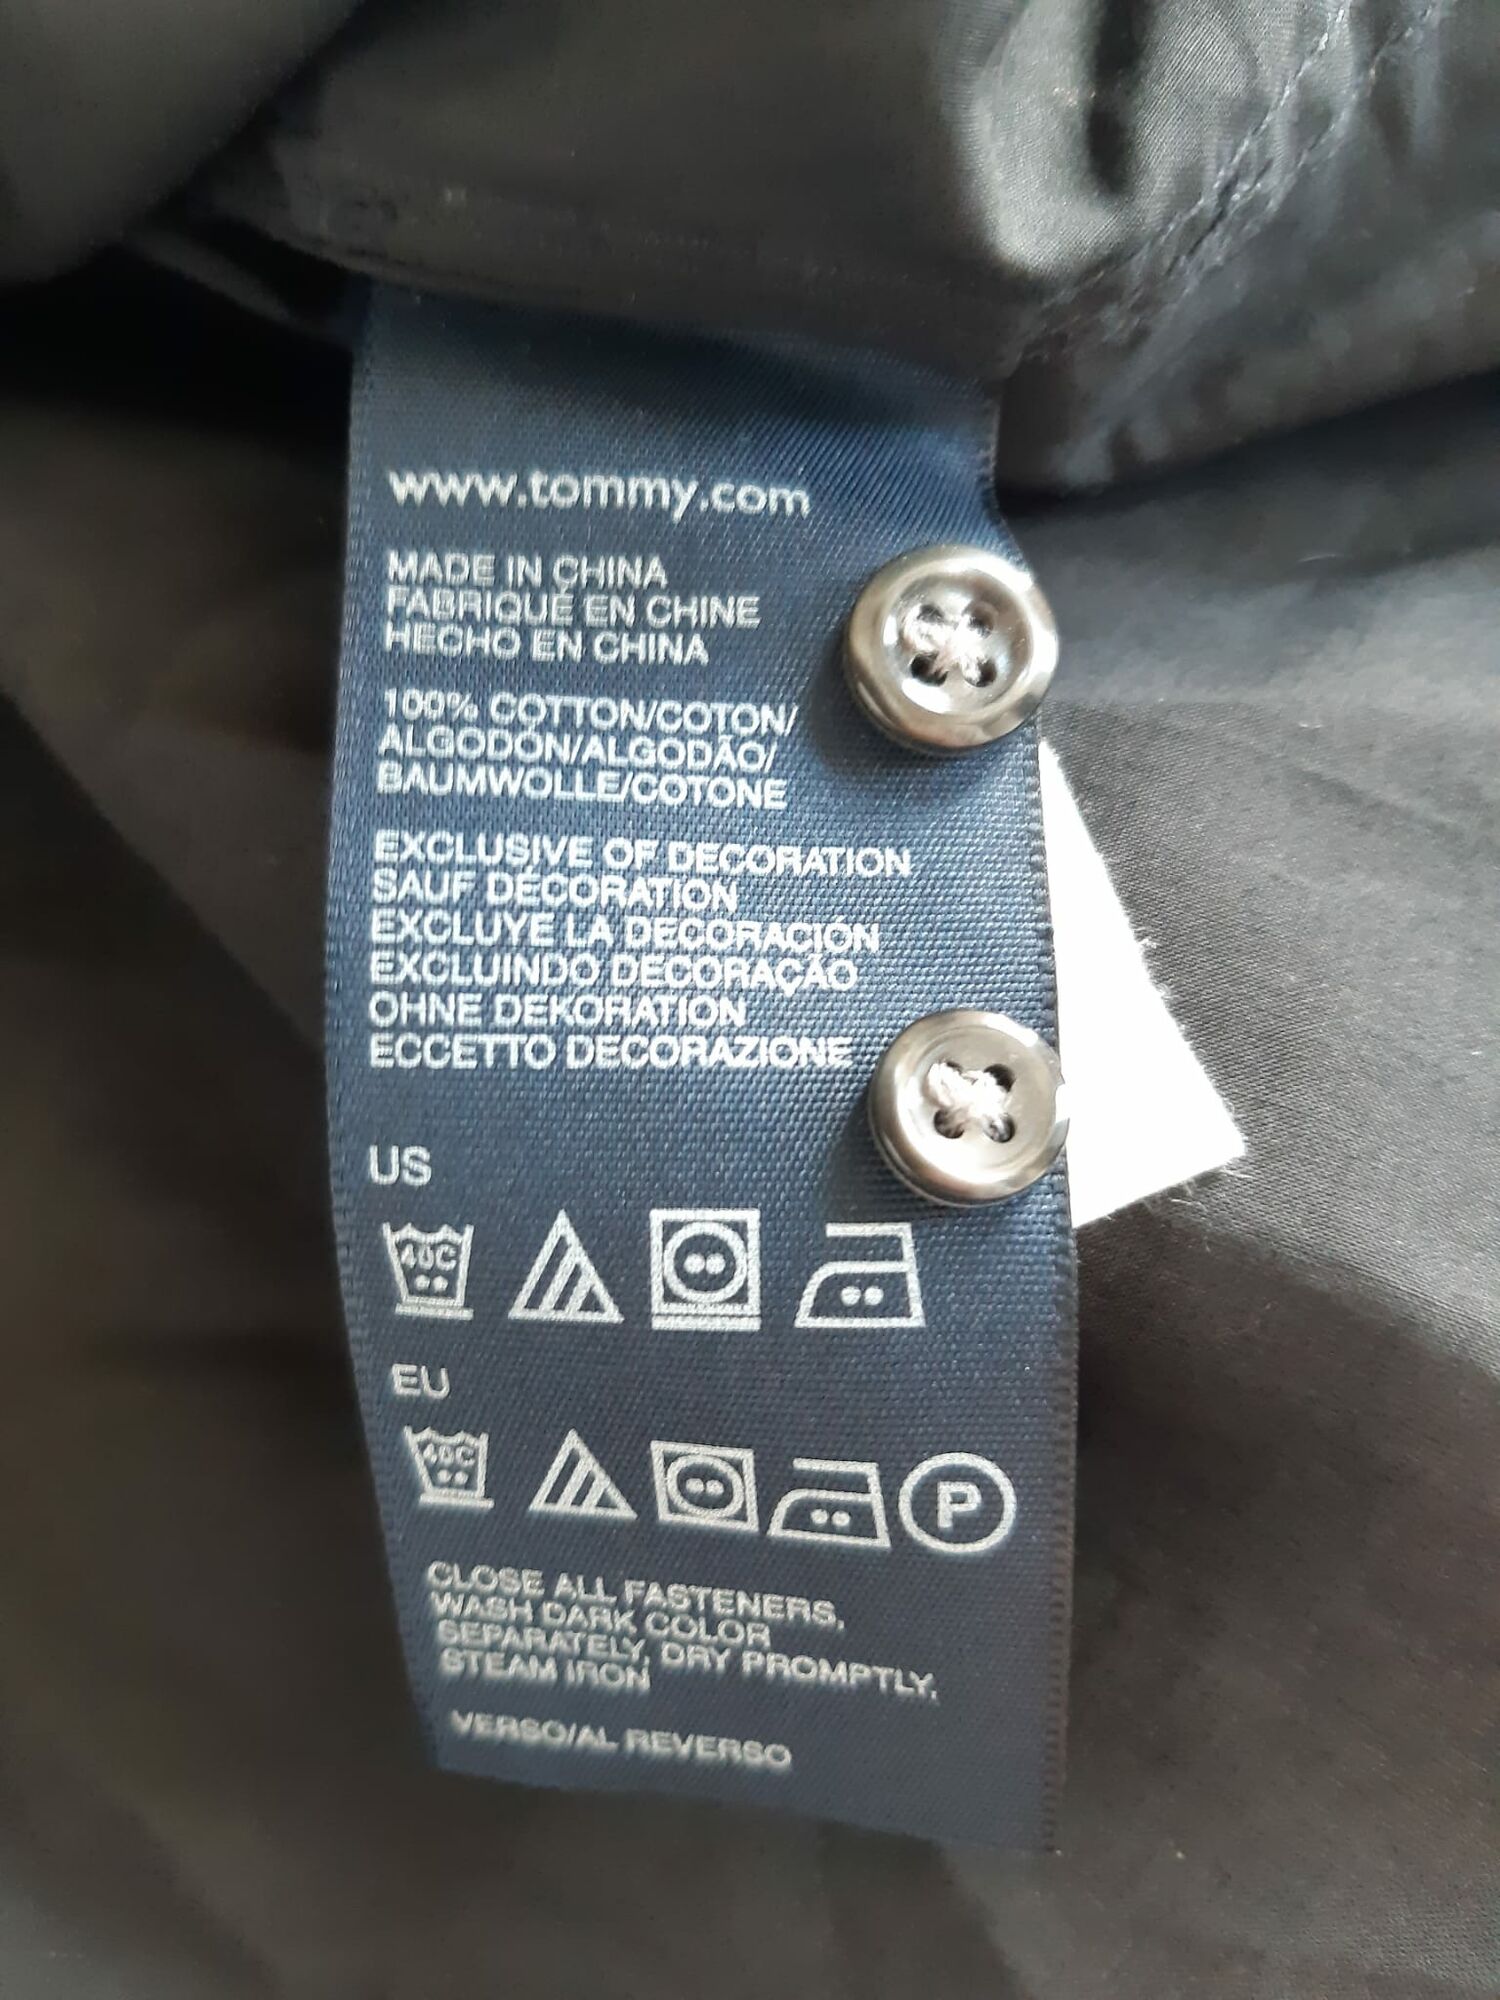 www.tommy.com
MADE IN CHINA
FABRIQUÉ EN CHINE
HECHO EN CHINA
100% COTTON/COTON/
ALGODÓN/ALGODÃO/
BAUMWOLLE/COTONE
EXCLUSIVE OF DECORATION
SAUF DÉCORATION
EXCLUYE LA DECORACIÓN
EXCLUINDO DECORAÇÃO
OHNE DEKORATION
ECCETTO DECORAZIONE
US
40C
EU
40C P
CLOSE ALL FASTENERS,
WASH DARK COLOR
SEPARATELY, DRY PROMPTLY,
STEAM IRON
VERSO/AL REVERSO